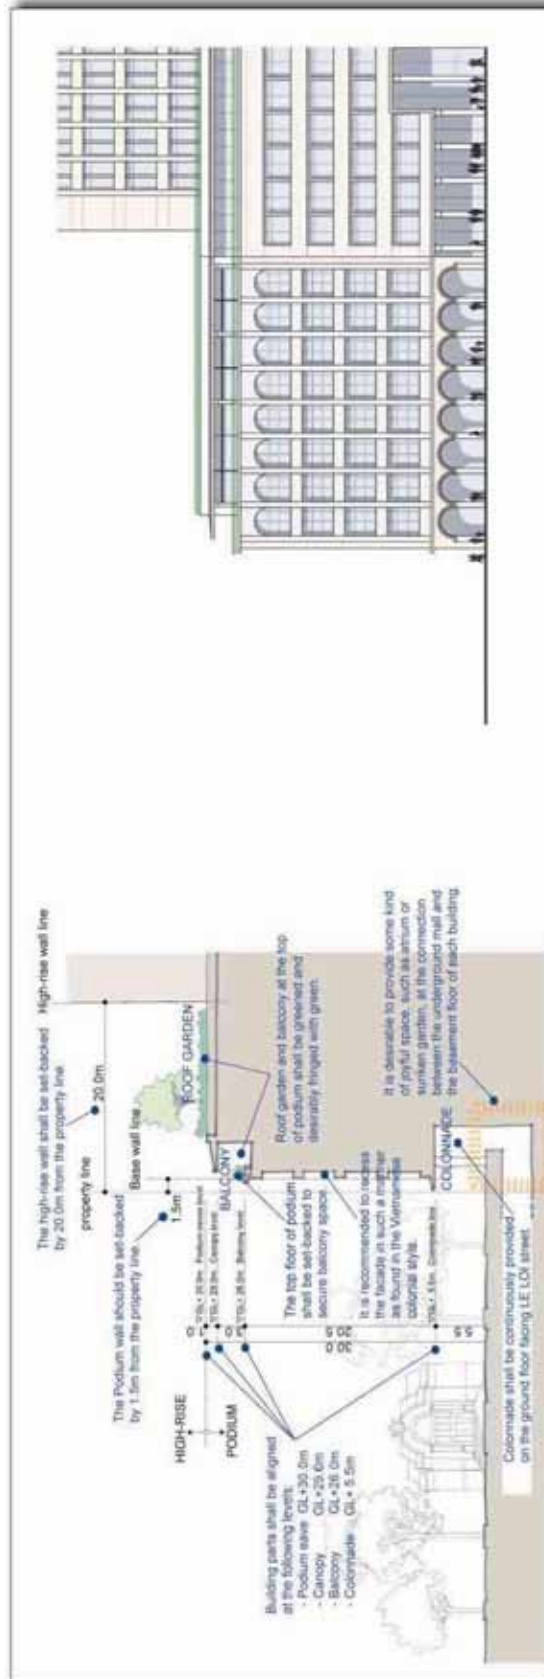 The high-rise wall shall be set-backed
by 20.0m from the property line
High-rise wall line
20.0m
property line
The Podium wall should be set-backed
by 1.5m from the property line
Base wall line
1.5m
ROOF GARDEN
HIGH-RISE
PODIUM
BALCONY
Roof garden and balcony at the top
of podium shall be greened and
desirably fringed with green.
The top floor of podium
shall be set-backed to
secure balcony space
Building parts shall be aligned
at the following levels:
- Podium eave GL+30.0m
- Canopy GL+29.0m
- Balcony GL+26.0m
- Colonnade GL+ 5.5m
30.0
20.5
5.5
It is recommended to recess
the facade in such a manner
as found in the Vietnamese
colonial style.
COLONNADE
It is desirable to provide some kind
of joyful space, such as atrium or
sunken garden, at the connection
between the underground mall and
the basement floor of each building.
Colonnade shall be continuously provided
on the ground floor facing LE LOI street.